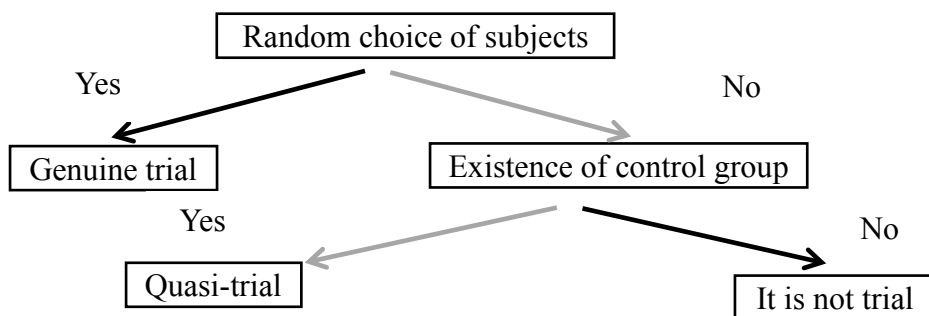 Random choice of subjects
Yes
No
Genuine trial
Existence of control group
Yes
No
Quasi-trial
It is not trial